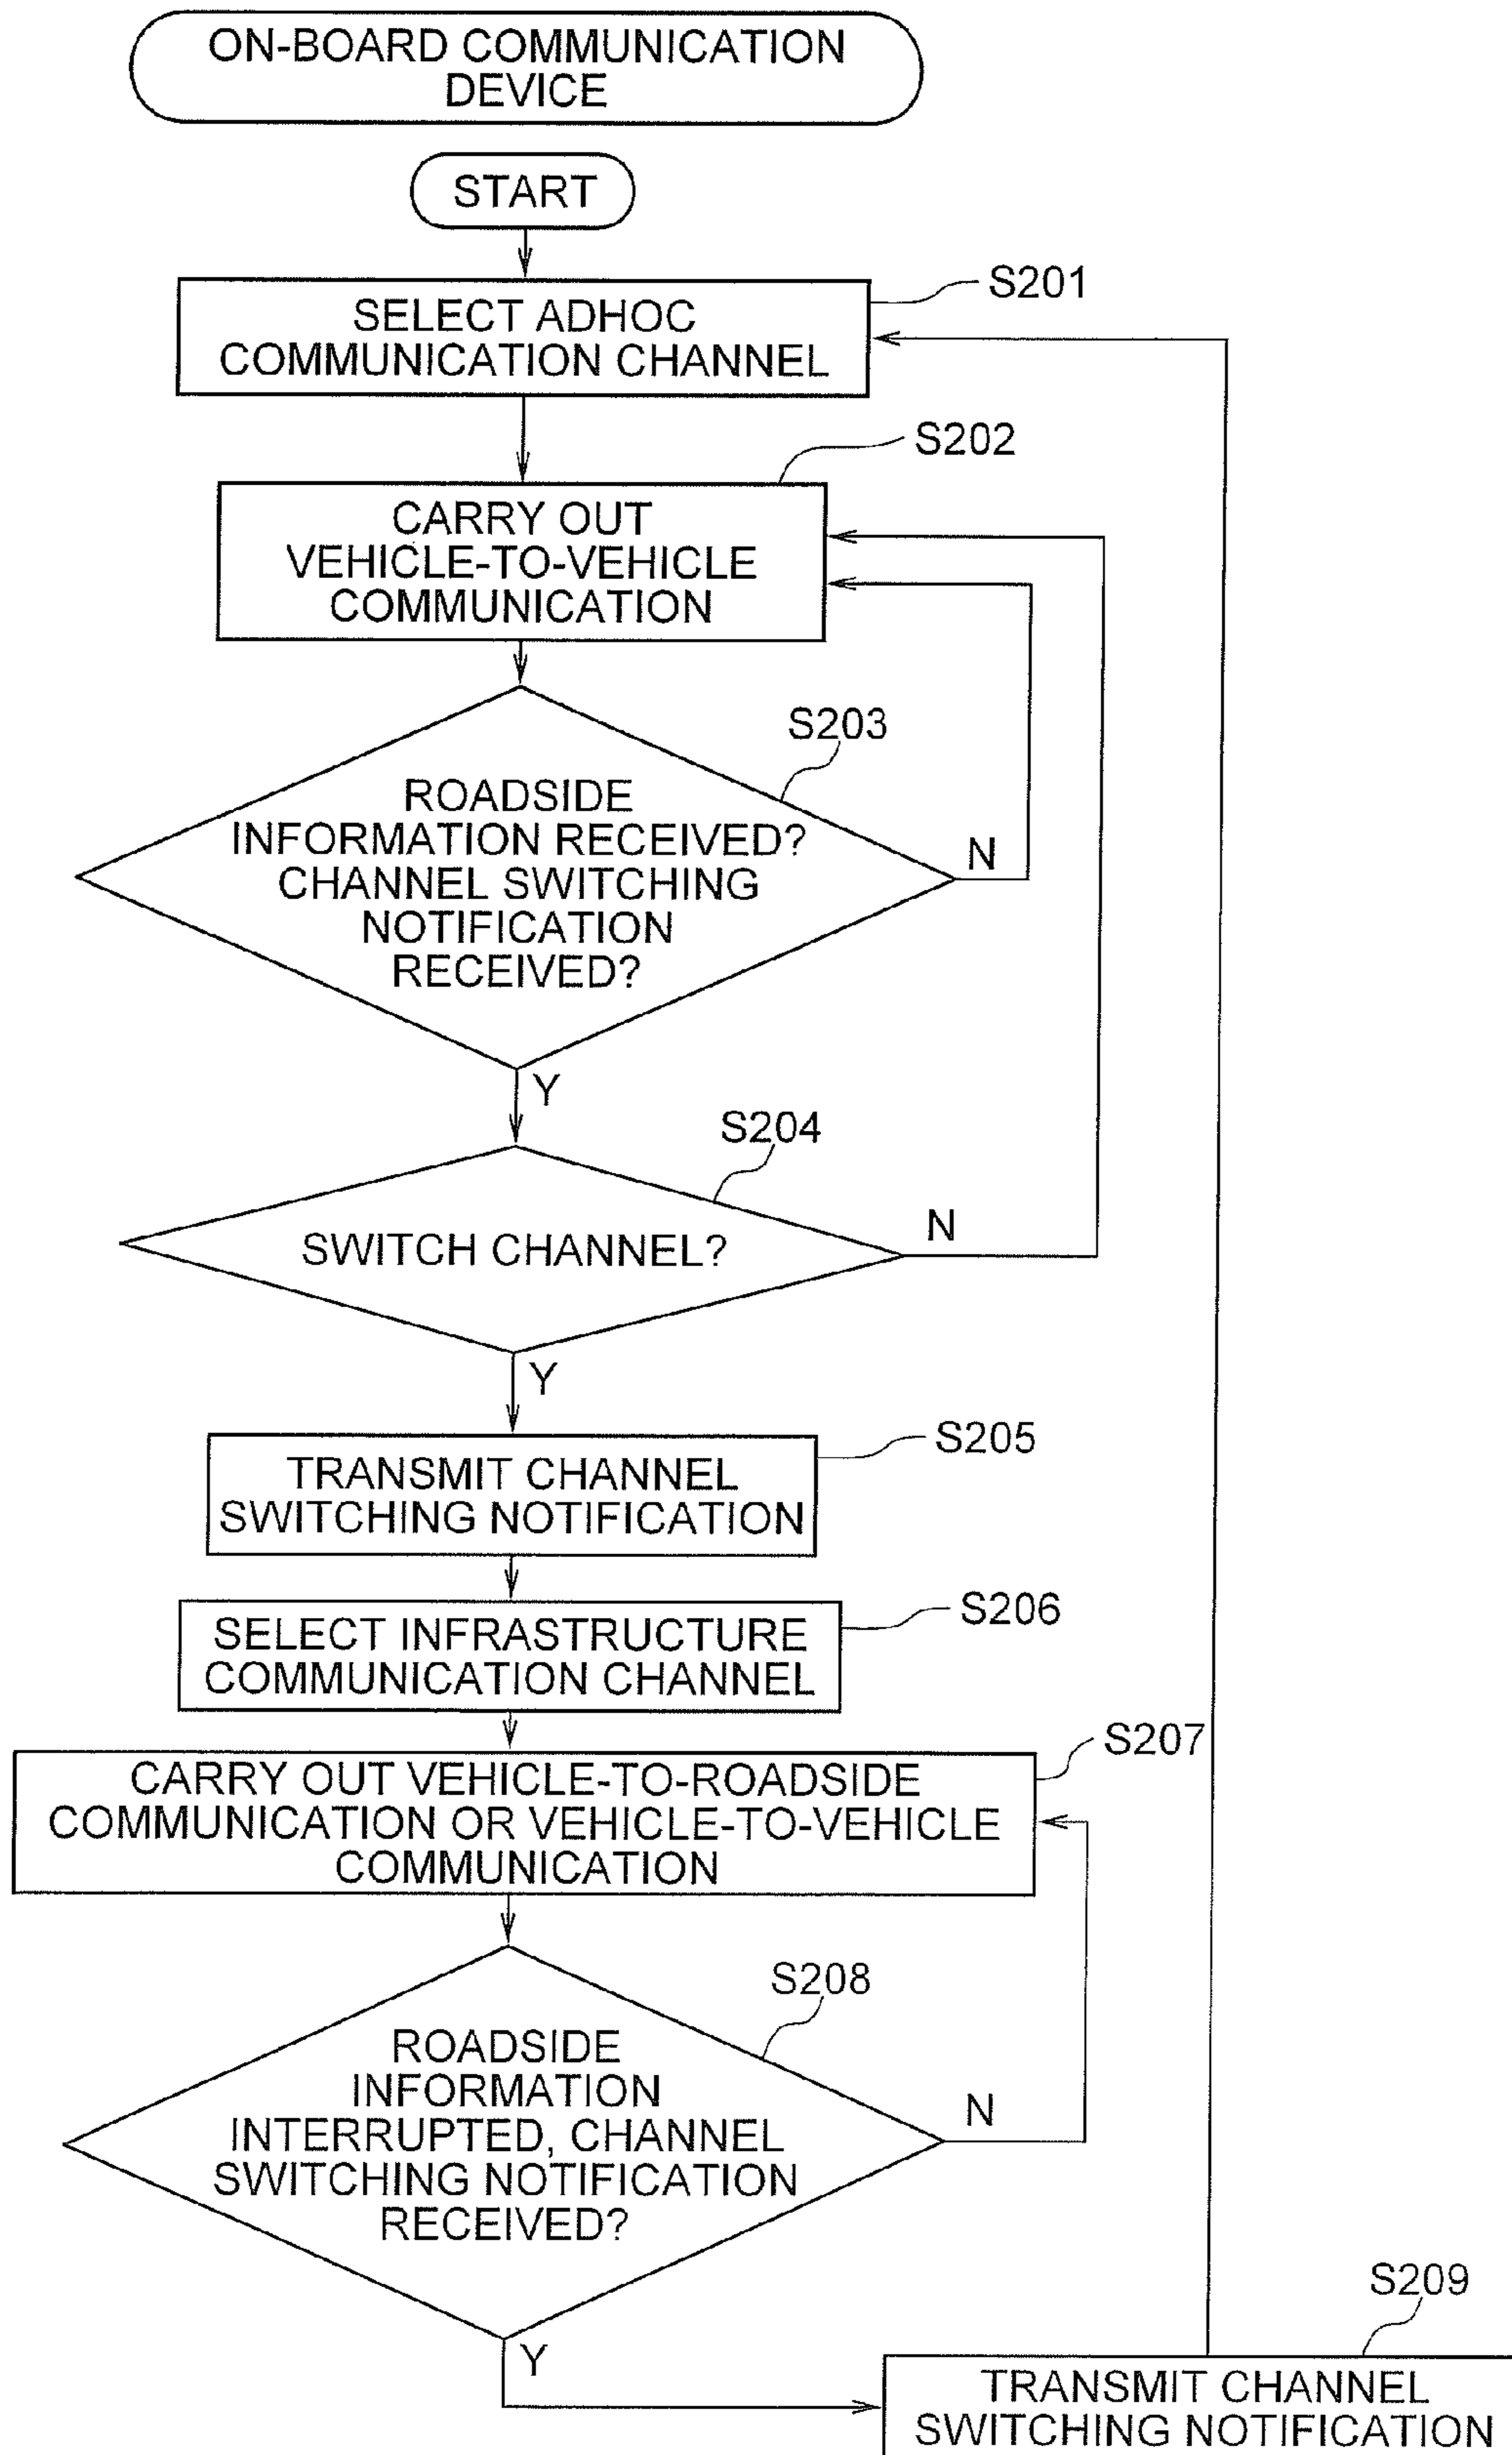 ON-BOARD COMMUNICATION
DEVICE
START
S201
SELECT ADHOC
COMMUNICATION CHANNEL
S202
CARRY OUT
VEHICLE-TO-VEHICLE
COMMUNICATION
S203
ROADSIDE
INFORMATION RECEIVED?
CHANNEL SWITCHING
NOTIFICATION
RECEIVED?
N
Y
S204
SWITCH CHANNEL?
N
Y
S205
TRANSMIT CHANNEL
SWITCHING NOTIFICATION
S206
SELECT INFRASTRUCTURE
COMMUNICATION CHANNEL
S207
CARRY OUT VEHICLE-TO-ROADSIDE
COMMUNICATION OR VEHICLE-TO-VEHICLE
COMMUNICATION
S208
ROADSIDE
INFORMATION
INTERRUPTED, CHANNEL
SWITCHING NOTIFICATION
RECEIVED?
N
Y
S209
TRANSMIT CHANNEL
SWITCHING NOTIFICATION